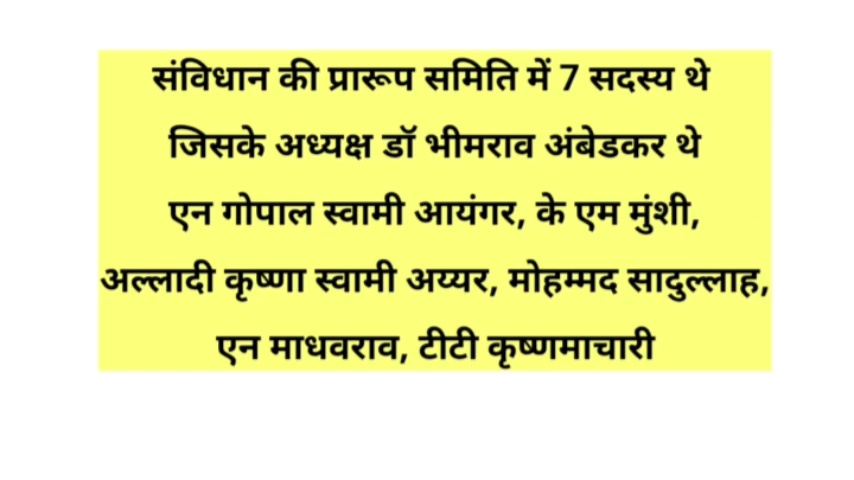 संविधान की प्रारूप समिति में 7 सदस्य थे
जिसके अध्यक्ष डॉ भीमराव अंबेडकर थे
एन गोपाल स्वामी आयंगर, के एम मुंशी,
अल्लादी कृष्णा स्वामी अय्यर, मोहम्मद सादुल्लाह,
एन माधवराव, टीटी कृष्णमाचारी